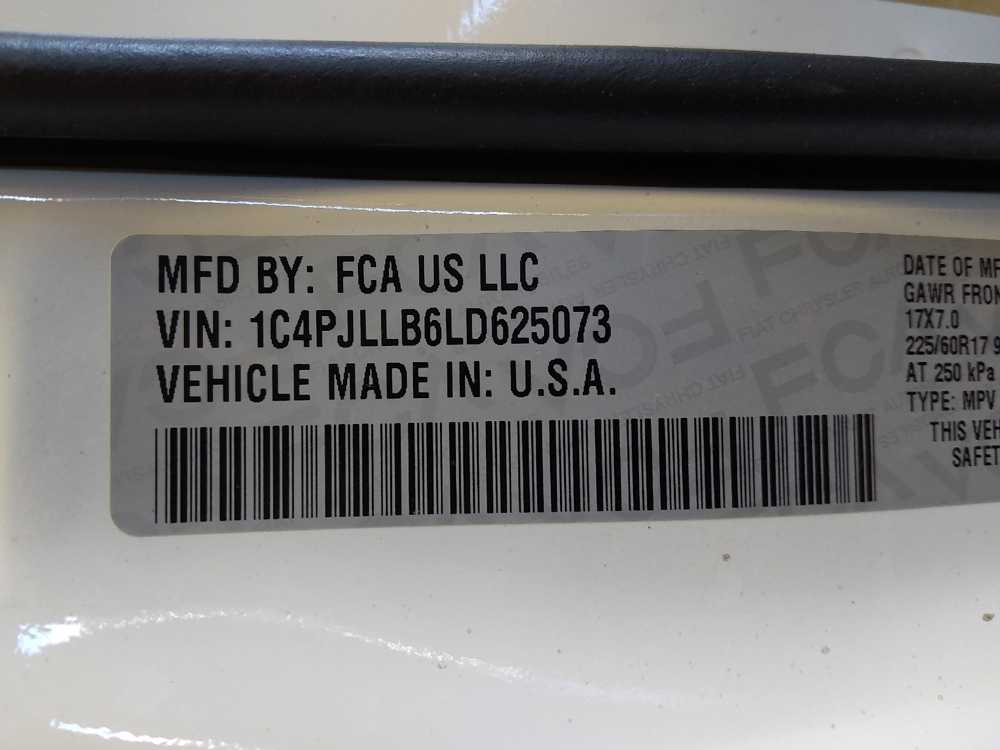 MFD BY: FCA US LLC
VIN: 1C4PJLLB6LD625073
VEHICLE MADE IN: U.S.A.
DATE OF MF
GAWR FRON
17X7.0
225/60R17 9
AT 250 kPa
TYPE: MPV
THIS VEH
SAFET